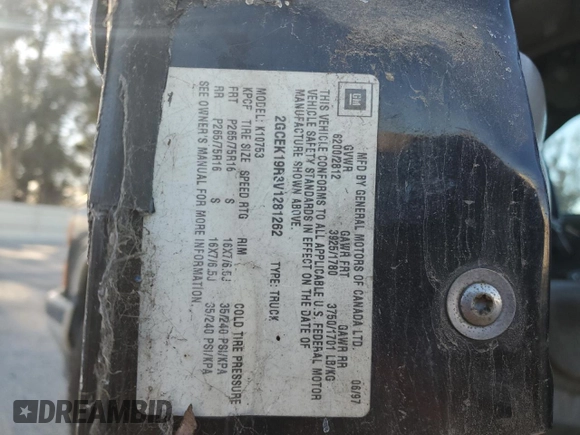 GM
MFD BY GENERAL MOTORS OF CANADA LTD.
06/97
GVWR GAWR FRT GAWR RR
6200/2812 3925/1780 3750/1701 LB/KG
THIS VEHICLE CONFORMS TO ALL APPLICABLE U.S. FEDERAL MOTOR
VEHICLE SAFETY STANDARDS IN EFFECT ON THE DATE OF
MANUFACTURE SHOWN ABOVE.
2GCEK19R3V1281262 TYPE: TRUCK
MODEL: K10753
KPCF TIRE SIZE SPEED RTG RIM COLD TIRE PRESSURE
FRT P265/75R16 S 16X7/6.5J 35/240 PSI/KPA
RR P265/75R16 S 16X7/6.5J 35/240 PSI/KPA
SEE OWNER'S MANUAL FOR MORE INFORMATION.
DREAMBID